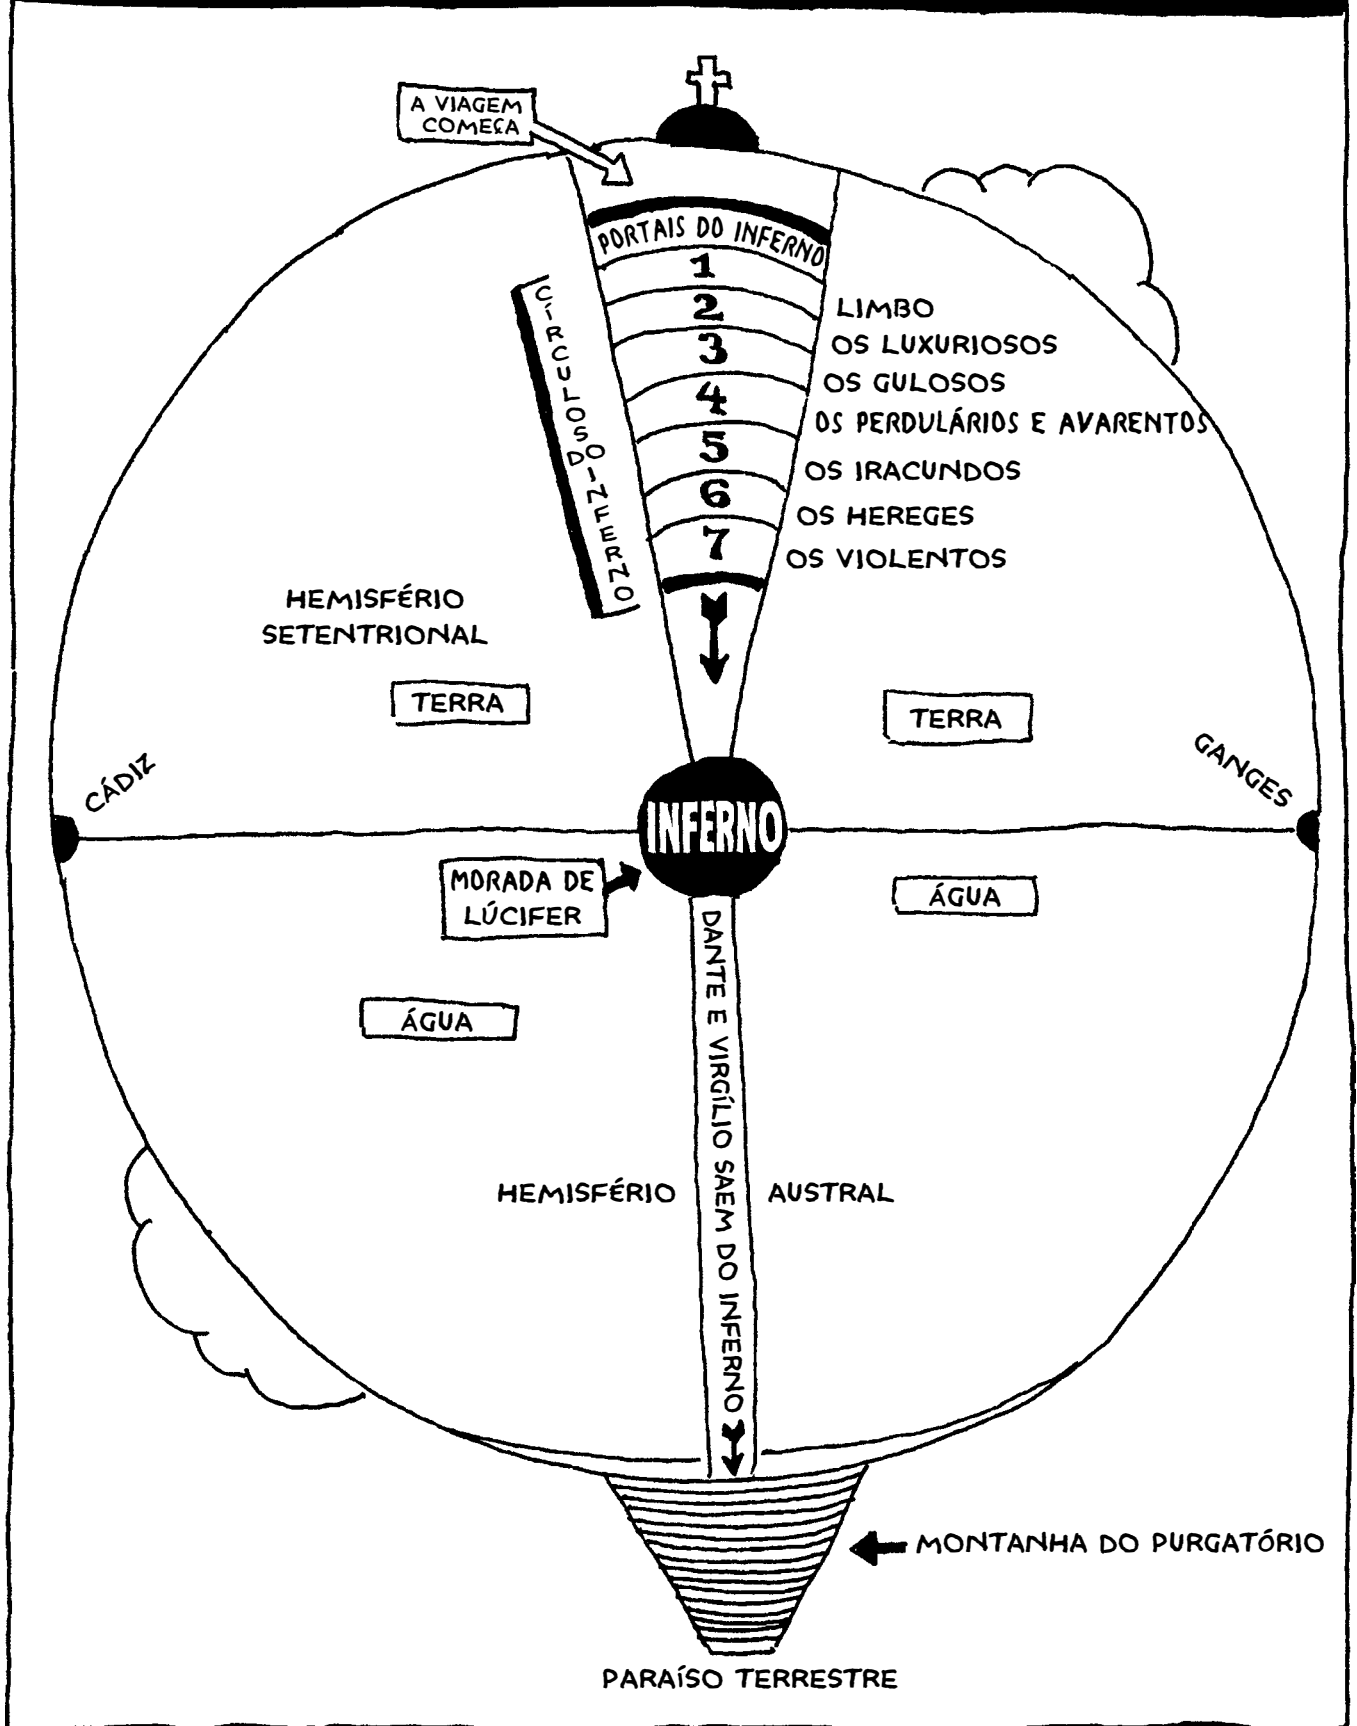 A VIAGEM
COMEÇA
PORTAIS DO INFERNO
CÍRCULOS DO INFERNO
1
2
3
4
5
6
7
LIMBO
OS LUXURIOSOS
OS GULOSOS
OS PERDULÁRIOS E AVARENTOS
OS IRACUNDOS
OS HEREGES
OS VIOLENTOS
HEMISFÉRIO
SETENTRIONAL
TERRA
TERRA
CÁDIZ
GANGES
INFERNO
MORADA DE
LÚCIFER
ÁGUA
ÁGUA
DANTE E VIRGÍLIO SAEM DO INFERNO
HEMISFÉRIO AUSTRAL
MONTANHA DO PURGATÓRIO
PARAÍSO TERRESTRE